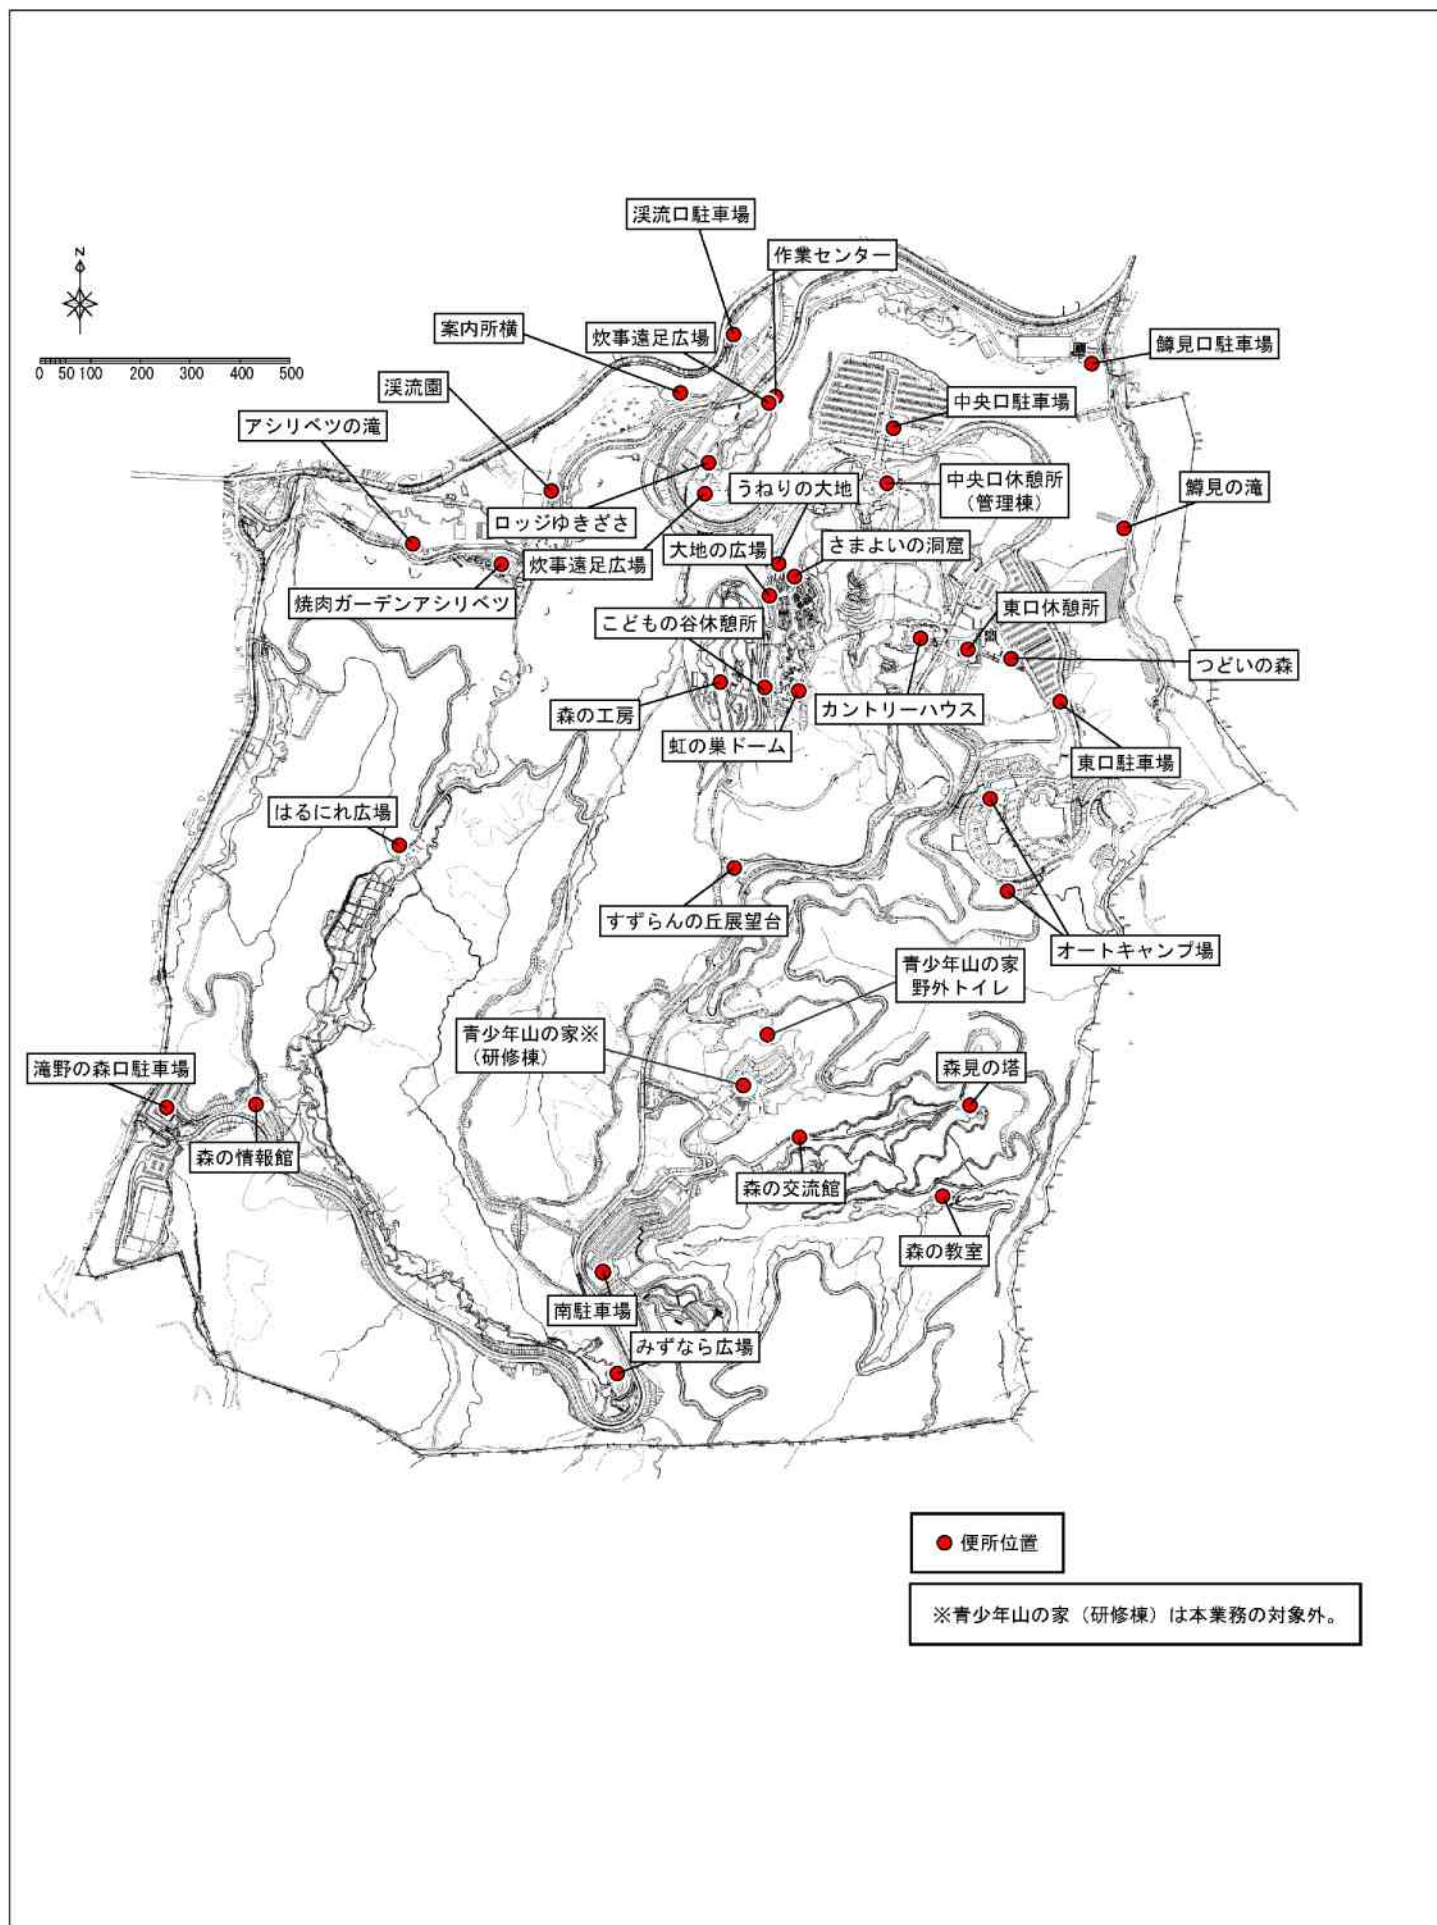 渓流口駐車場
作業センター
N
案内所横
炊事遠足広場
鱒見口駐車場
0 50 100 200 300 400 500
渓流園
中央口駐車場
アシリベツの滝
うねりの大地
中央口休憩所
（管理棟）
鱒見の滝
ロッジゆきざさ
大地の広場
さまよいの洞窟
炊事遠足広場
焼肉ガーデンアシリベツ
こどもの谷休憩所
東口休憩所
つどいの森
森の工房
カントリーハウス
虹の巣ドーム
東口駐車場
はるにれ広場
すずらんの丘展望台
オートキャンプ場
青少年山の家
野外トイレ
青少年山の家※
（研修棟）
滝野の森口駐車場
森見の塔
森の情報館
森の交流館
森の教室
南駐車場
みずなら広場
便所位置
※青少年山の家（研修棟）は本業務の対象外。